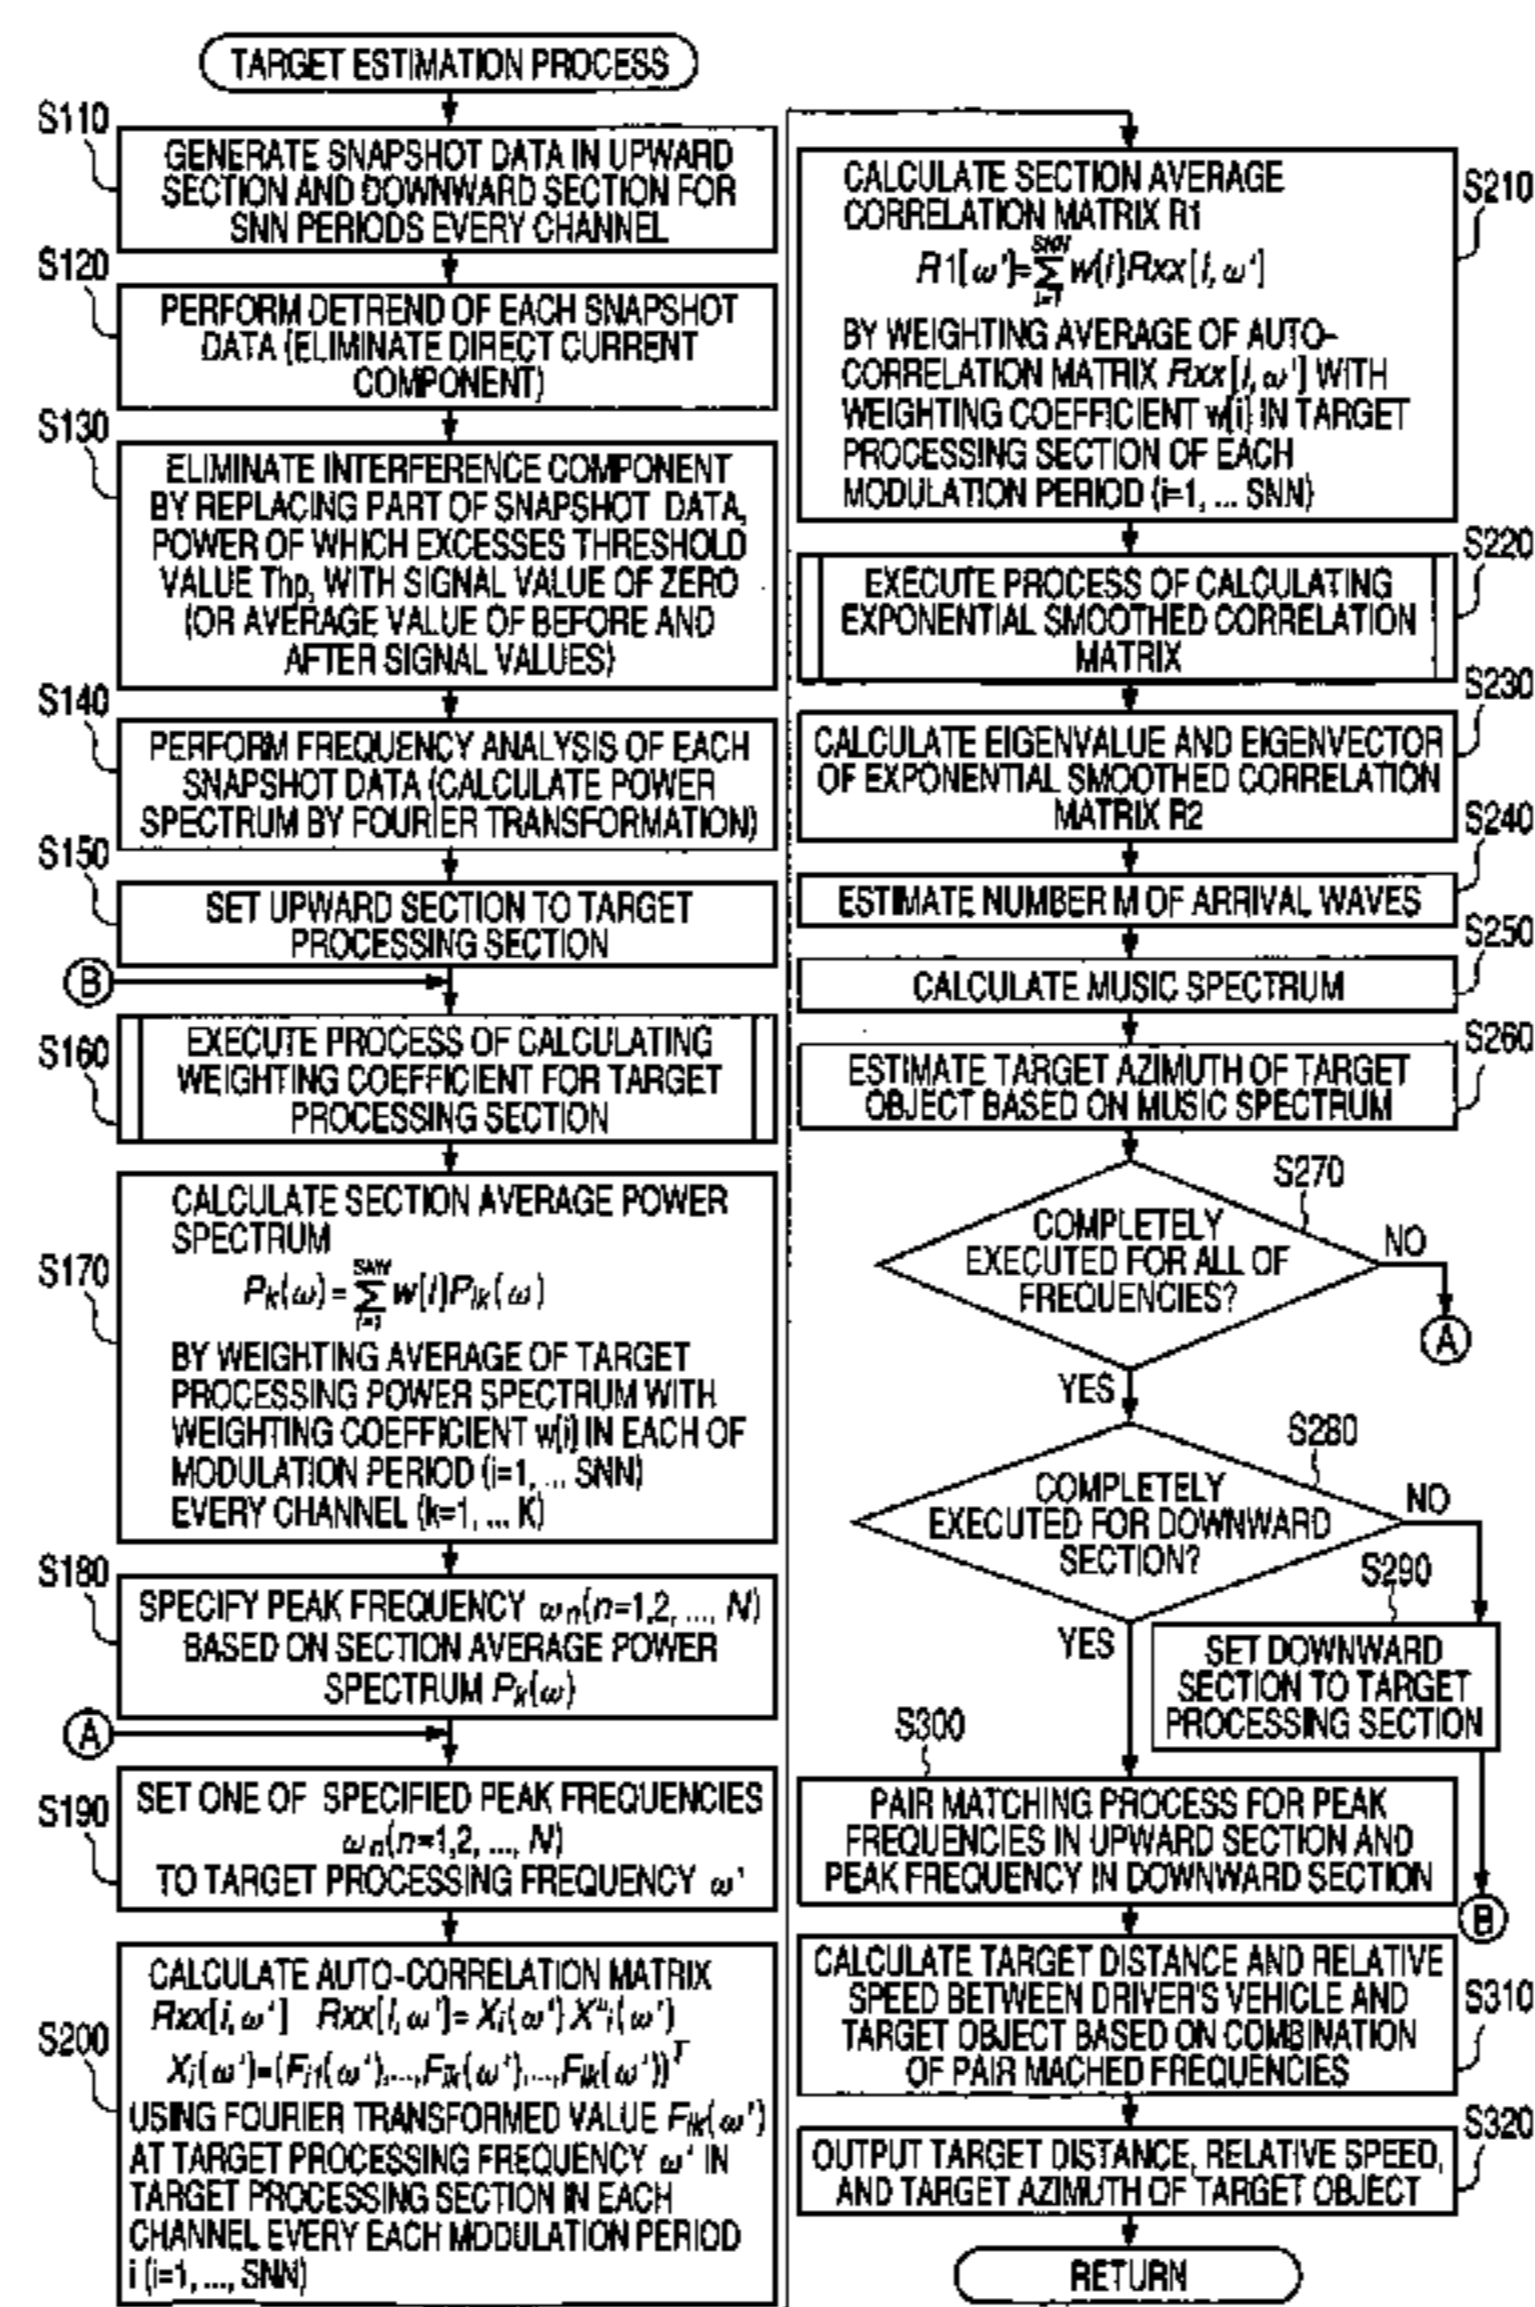 TARGET ESTIMATION PROCESS
S110
GENERATE SNAPSHOT DATA IN UPWARD
SECTION AND DOWNWARD SECTION FOR
SNN PERIODS EVERY CHANNEL
S120
PERFORM DETREND OF EACH SNAPSHOT
DATA (ELIMINATE DIRECT CURRENT
COMPONENT)
S130
ELIMINATE INTERFERENCE COMPONENT
BY REPLACING PART OF SNAPSHOT DATA,
POWER OF WHICH EXCESSES THRESHOLD
VALUE Thp, WITH SIGNAL VALUE OF ZERO
(OR AVERAGE VALUE OF BEFORE AND
AFTER SIGNAL VALUES)
S140
PERFORM FREQUENCY ANALYSIS OF EACH
SNAPSHOT DATA (CALCULATE POWER
SPECTRUM BY FOURIER TRANSFORMATION)
S150
SET UPWARD SECTION TO TARGET
PROCESSING SECTION
B
S160
EXECUTE PROCESS OF CALCULATING
WEIGHTING COEFFICIENT FOR TARGET
PROCESSING SECTION
S170
CALCULATE SECTION AVERAGE POWER
SPECTRUM
Pk(ω)=∑i=1SNN w[i]Pik(ω)
BY WEIGHTING AVERAGE OF TARGET
PROCESSING POWER SPECTRUM WITH
WEIGHTING COEFFICIENT w[i] IN EACH OF
MODULATION PERIOD (i=1, ... SNN)
EVERY CHANNEL (k=1, ... K)
S180
SPECIFY PEAK FREQUENCY ωn(n=1,2, ..., N)
BASED ON SECTION AVERAGE POWER
SPECTRUM Pk(ω)
A
S190
SET ONE OF SPECIFIED PEAK FREQUENCIES
ωn(n=1,2, ..., N)
TO TARGET PROCESSING FREQUENCY ω'
S200
CALCULATE AUTO-CORRELATION MATRIX
Rxx[i, ω'] Rxx[i, ω']=Xi(ω')XHi(ω')
Xi(ω')=(Fi1(ω'),...,Fik(ω'),...,FiK(ω'))T
USING FOURIER TRANSFORMED VALUE Fik(ω')
AT TARGET PROCESSING FREQUENCY ω' IN
TARGET PROCESSING SECTION IN EACH
CHANNEL EVERY EACH MODULATION PERIOD
i (i=1, ..., SNN)
S210
CALCULATE SECTION AVERAGE
CORRELATION MATRIX R1
R1[ω']=∑i=1SNN w[i]Rxx[i, ω']
BY WEIGHTING AVERAGE OF AUTO-
CORRELATION MATRIX Rxx[i, ω'] WITH
WEIGHTING COEFFICIENT w[i] IN TARGET
PROCESSING SECTION OF EACH
MODULATION PERIOD (i=1, ... SNN)
S220
EXECUTE PROCESS OF CALCULATING
EXPONENTIAL SMOOTHED CORRELATION
MATRIX
S230
CALCULATE EIGENVALUE AND EIGENVECTOR
OF EXPONENTIAL SMOOTHED CORRELATION
MATRIX R2
S240
ESTIMATE NUMBER M OF ARRIVAL WAVES
S250
CALCULATE MUSIC SPECTRUM
S260
ESTIMATE TARGET AZIMUTH OF TARGET
OBJECT BASED ON MUSIC SPECTRUM
S270
COMPLETELY
EXECUTED FOR ALL OF
FREQUENCIES?
NO
A
YES
S280
COMPLETELY
EXECUTED FOR DOWNWARD
SECTION?
NO
YES
S290
SET DOWNWARD
SECTION TO TARGET
PROCESSING SECTION
B
S300
PAIR MATCHING PROCESS FOR PEAK
FREQUENCIES IN UPWARD SECTION AND
PEAK FREQUENCY IN DOWNWARD SECTION
S310
CALCULATE TARGET DISTANCE AND RELATIVE
SPEED BETWEEN DRIVER'S VEHICLE AND
TARGET OBJECT BASED ON COMBINATION
OF PAIR MACHED FREQUENCIES
S320
OUTPUT TARGET DISTANCE, RELATIVE SPEED,
AND TARGET AZIMUTH OF TARGET OBJECT
RETURN